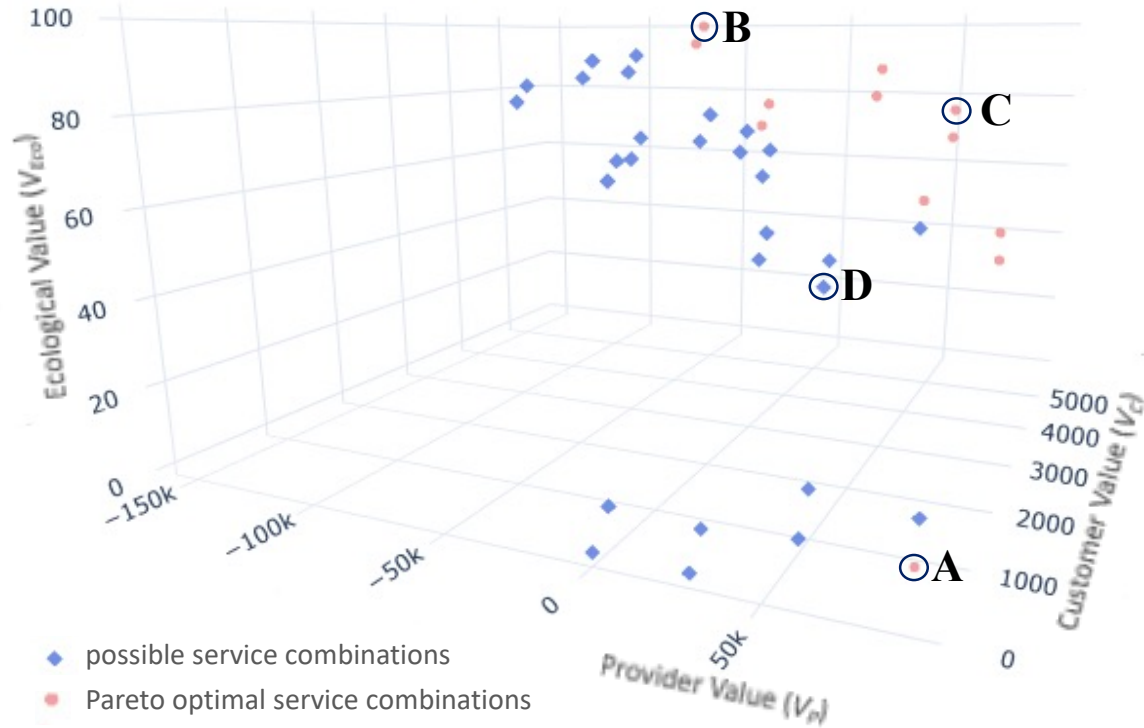 100
80
60
40
20
0
Ecological Value (V_Eco)
B
C
D
A
−150k
−100k
−50k
0
50k
Provider Value (V_P)
5000
4000
3000
2000
1000
0
Customer Value (V_C)
possible service combinations
Pareto optimal service combinations